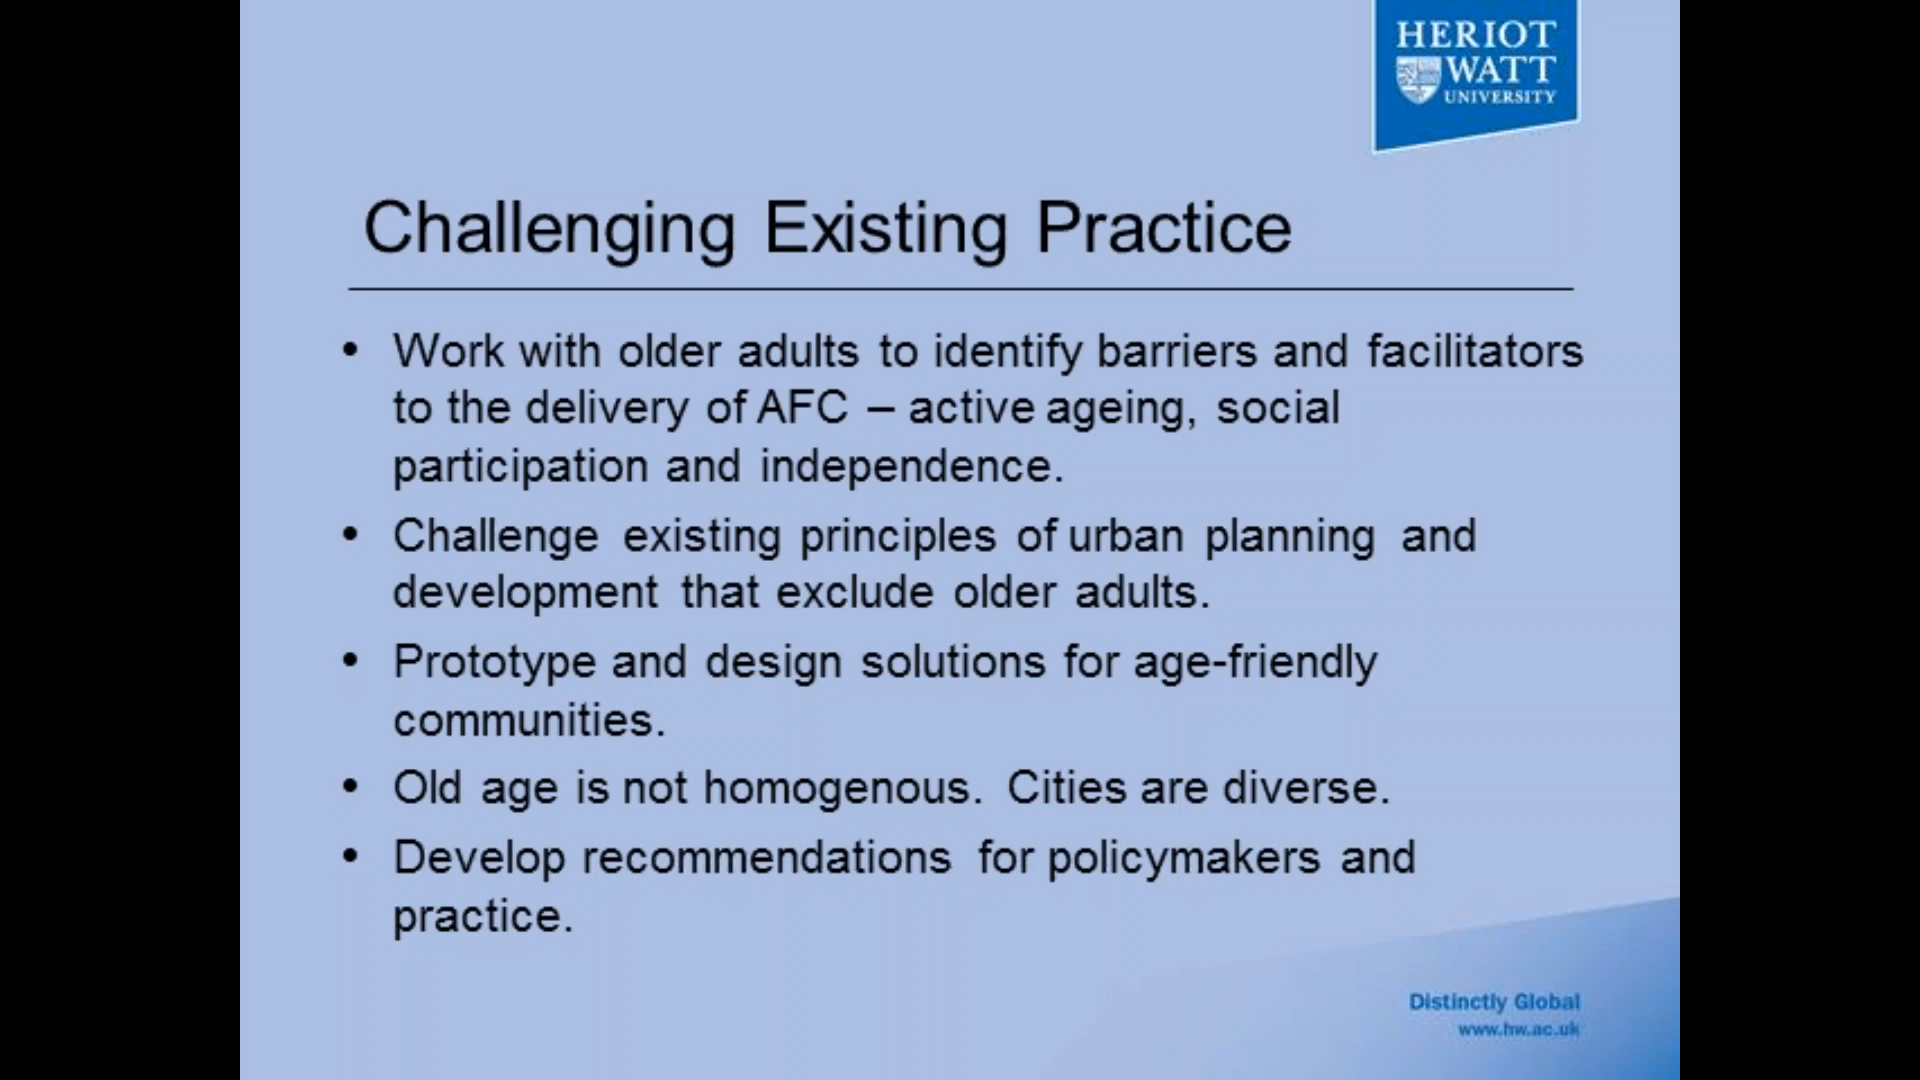 HERIOT
WATT
UNIVERSITY
Challenging Existing Practice
• Work with older adults to identify barriers and facilitators
to the delivery of AFC – active ageing, social
participation and independence.
• Challenge existing principles of urban planning and
development that exclude older adults.
• Prototype and design solutions for age-friendly
communities.
• Old age is not homogenous. Cities are diverse.
• Develop recommendations for policymakers and
practice.
Distinctly Global
www.hw.ac.uk